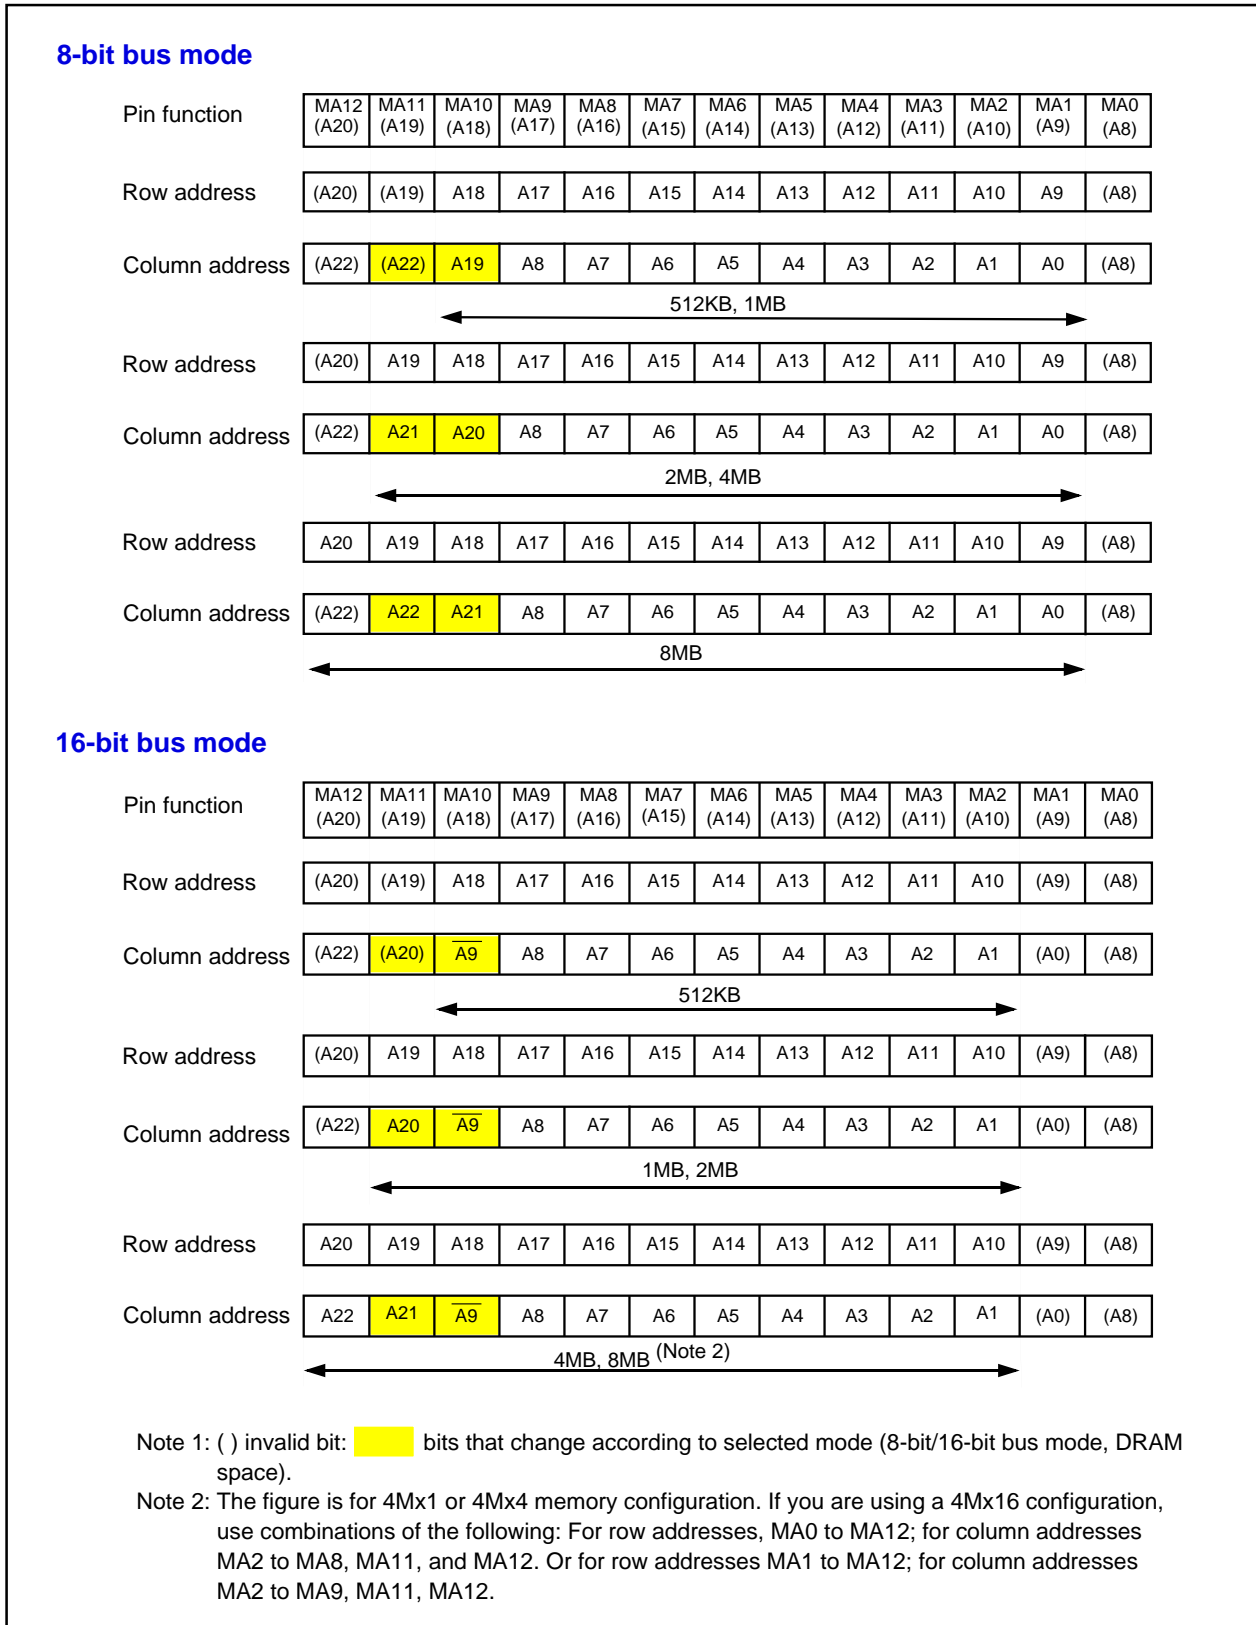 8-bit bus mode
Pin function MA12 MA11 MA10 MA9 MA8 MA7 MA6 MA5 MA4 MA3 MA2 MA1 MA0
(A20) (A19) (A18) (A17) (A16) (A15) (A14) (A13) (A12) (A11) (A10) (A9) (A8)
Row address (A20) (A19) A18 A17 A16 A15 A14 A13 A12 A11 A10 A9 (A8)
Column address (A22) (A22) A19 A8 A7 A6 A5 A4 A3 A2 A1 A0 (A8)
512KB, 1MB
Row address (A20) A19 A18 A17 A16 A15 A14 A13 A12 A11 A10 A9 (A8)
Column address (A22) A21 A20 A8 A7 A6 A5 A4 A3 A2 A1 A0 (A8)
2MB, 4MB
Row address A20 A19 A18 A17 A16 A15 A14 A13 A12 A11 A10 A9 (A8)
Column address (A22) A22 A21 A8 A7 A6 A5 A4 A3 A2 A1 A0 (A8)
8MB
16-bit bus mode
Pin function MA12 MA11 MA10 MA9 MA8 MA7 MA6 MA5 MA4 MA3 MA2 MA1 MA0
(A20) (A19) (A18) (A17) (A16) (A15) (A14) (A13) (A12) (A11) (A10) (A9) (A8)
Row address (A20) (A19) A18 A17 A16 A15 A14 A13 A12 A11 A10 (A9) (A8)
Column address (A22) (A20) A̅9̅ A8 A7 A6 A5 A4 A3 A2 A1 (A0) (A8)
512KB
Row address (A20) A19 A18 A17 A16 A15 A14 A13 A12 A11 A10 (A9) (A8)
Column address (A22) A20 A̅9̅ A8 A7 A6 A5 A4 A3 A2 A1 (A0) (A8)
1MB, 2MB
Row address A20 A19 A18 A17 A16 A15 A14 A13 A12 A11 A10 (A9) (A8)
Column address A22 A21 A̅9̅ A8 A7 A6 A5 A4 A3 A2 A1 (A0) (A8)
4MB, 8MB (Note 2)
Note 1: ( ) invalid bit: bits that change according to selected mode (8-bit/16-bit bus mode, DRAM
space).
Note 2: The figure is for 4Mx1 or 4Mx4 memory configuration. If you are using a 4Mx16 configuration,
use combinations of the following: For row addresses, MA0 to MA12; for column addresses
MA2 to MA8, MA11, and MA12. Or for row addresses MA1 to MA12; for column addresses
MA2 to MA9, MA11, MA12.